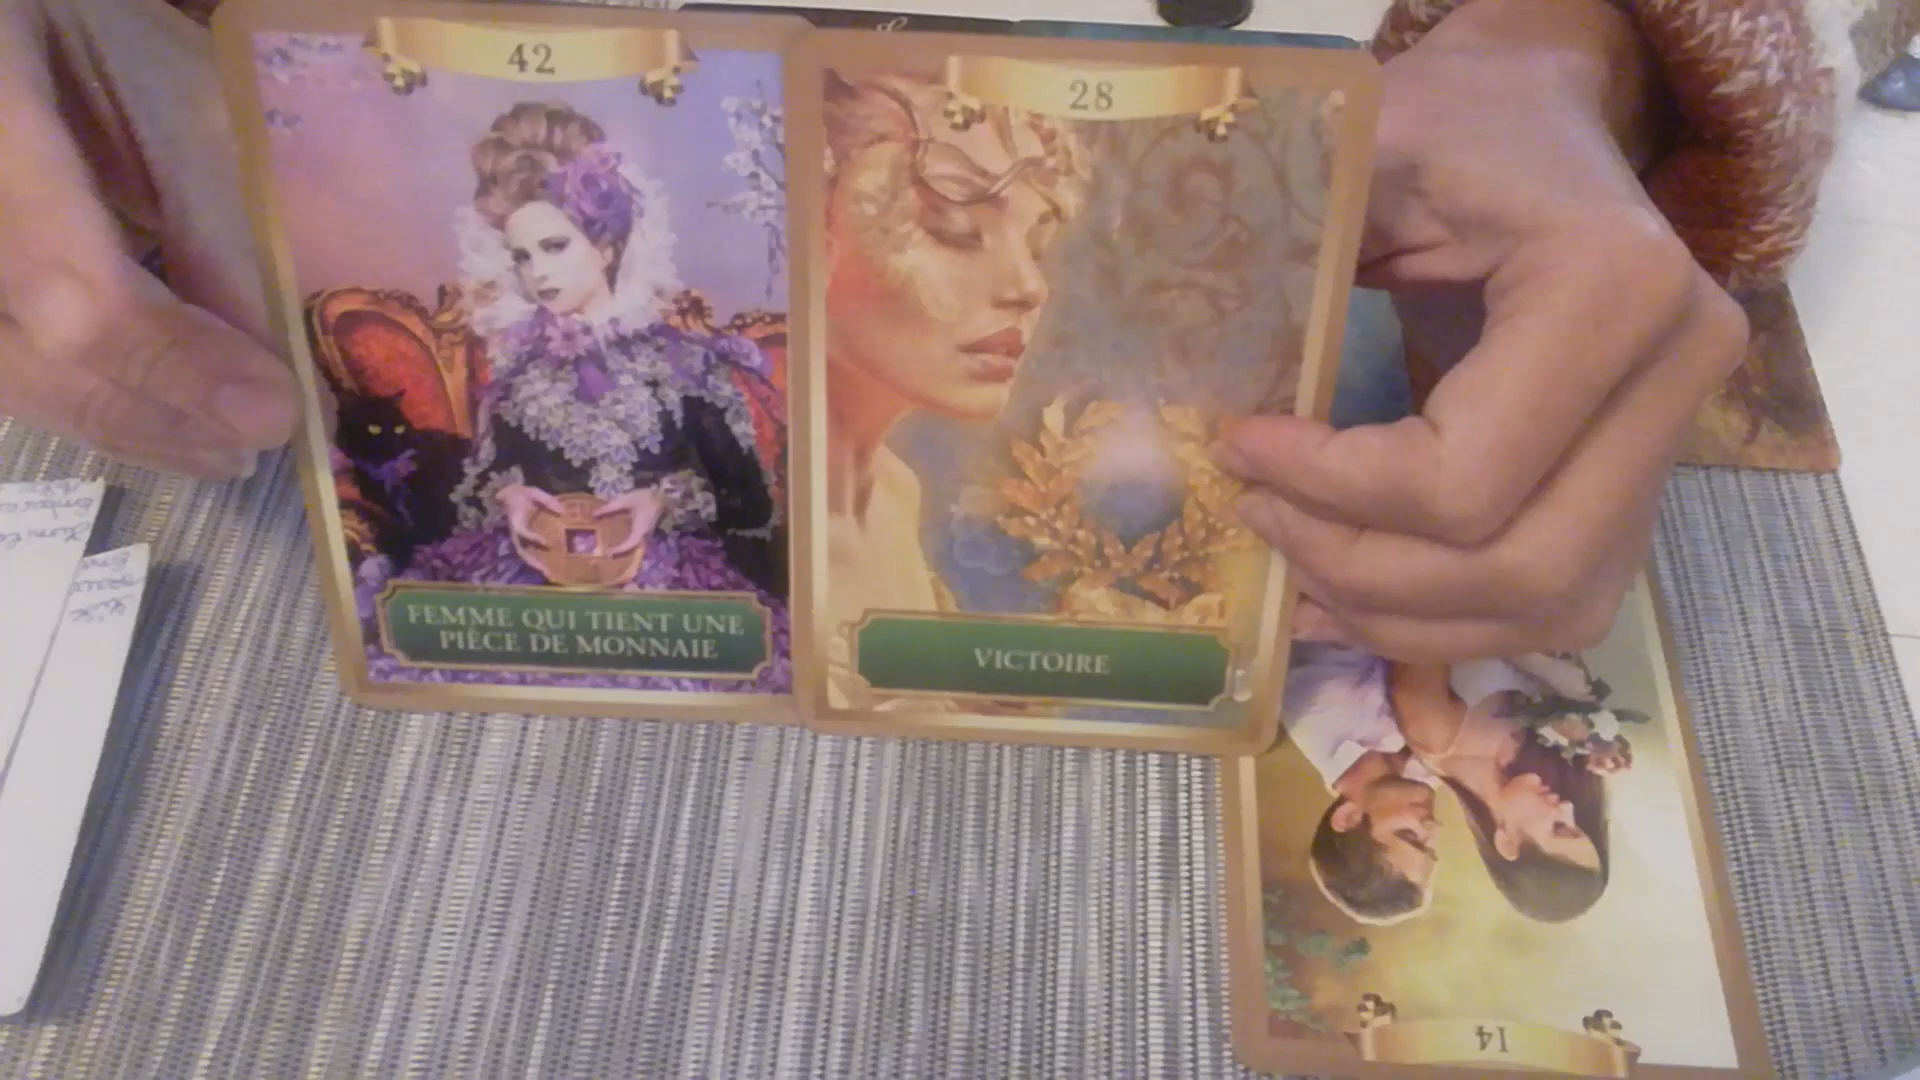 42
FEMME QUI TIENT UNE
PIÈCE DE MONNAIE
28
VICTOIRE
14